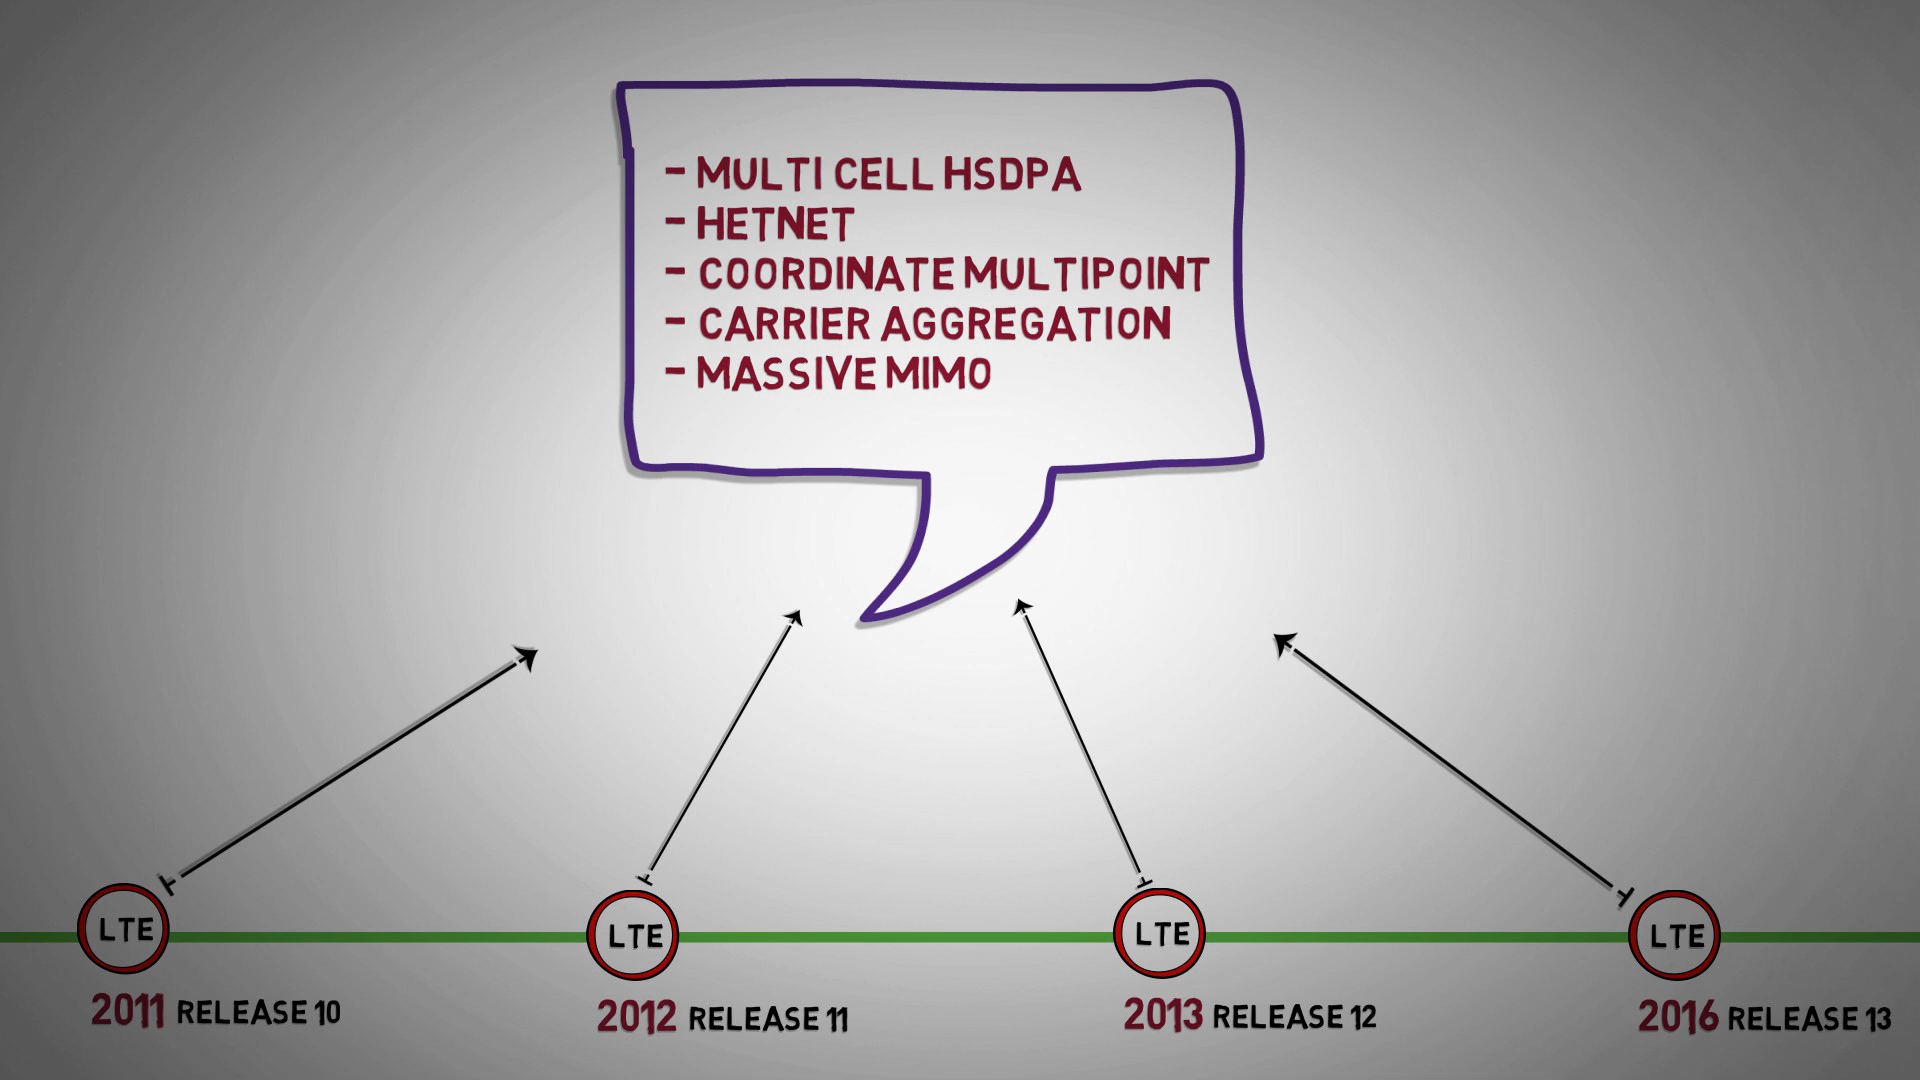 - MULTI CELL HSDPA
- HETNET
- COORDINATE MULTIPOINT
- CARRIER AGGREGATION
- MASSIVE MIMO
LTE
LTE
LTE
LTE
2011 RELEASE 10
2012 RELEASE 11
2013 RELEASE 12
2016 RELEASE 13